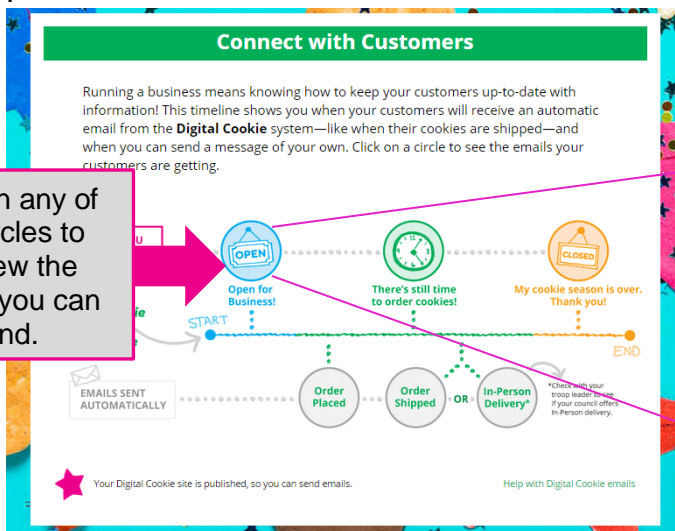 Connect with Customers
Running a business means knowing how to keep your customers up-to-date with
information! This timeline shows you when your customers will receive an automatic
email from the Digital Cookie system—like when their cookies are shipped—and
when you can send a message of your own. Click on a circle to see the emails your
customers are getting.
n any of
cles to
ew the
you can
nd.
U
OPEN
CLOSED
Open for
Business!
There's still time
to order cookies!
My cookie season is over.
Thank you!
ie
e
START
END
EMAILS SENT
AUTOMATICALLY
Order
Placed
Order
Shipped
OR
In-Person
Delivery*
*Check with your
troop leader to see
if your council offers
In-Person delivery.
Your Digital Cookie site is published, so you can send emails.
Help with Digital Cookie emails